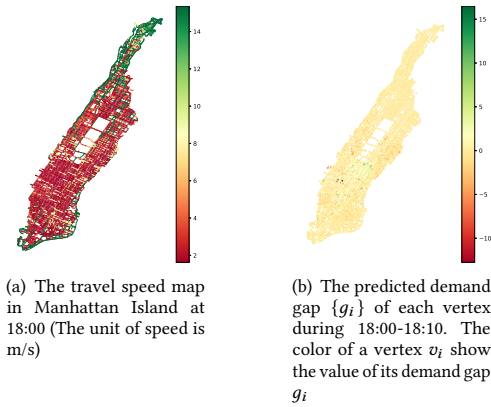 14
12
10
8
6
4
2
15
10
5
0
−5
−10
(a) The travel speed map
in Manhattan Island at
18:00 (The unit of speed is
m/s)
(b) The predicted demand
gap {gi} of each vertex
during 18:00-18:10. The
color of a vertex vi show
the value of its demand gap
gi